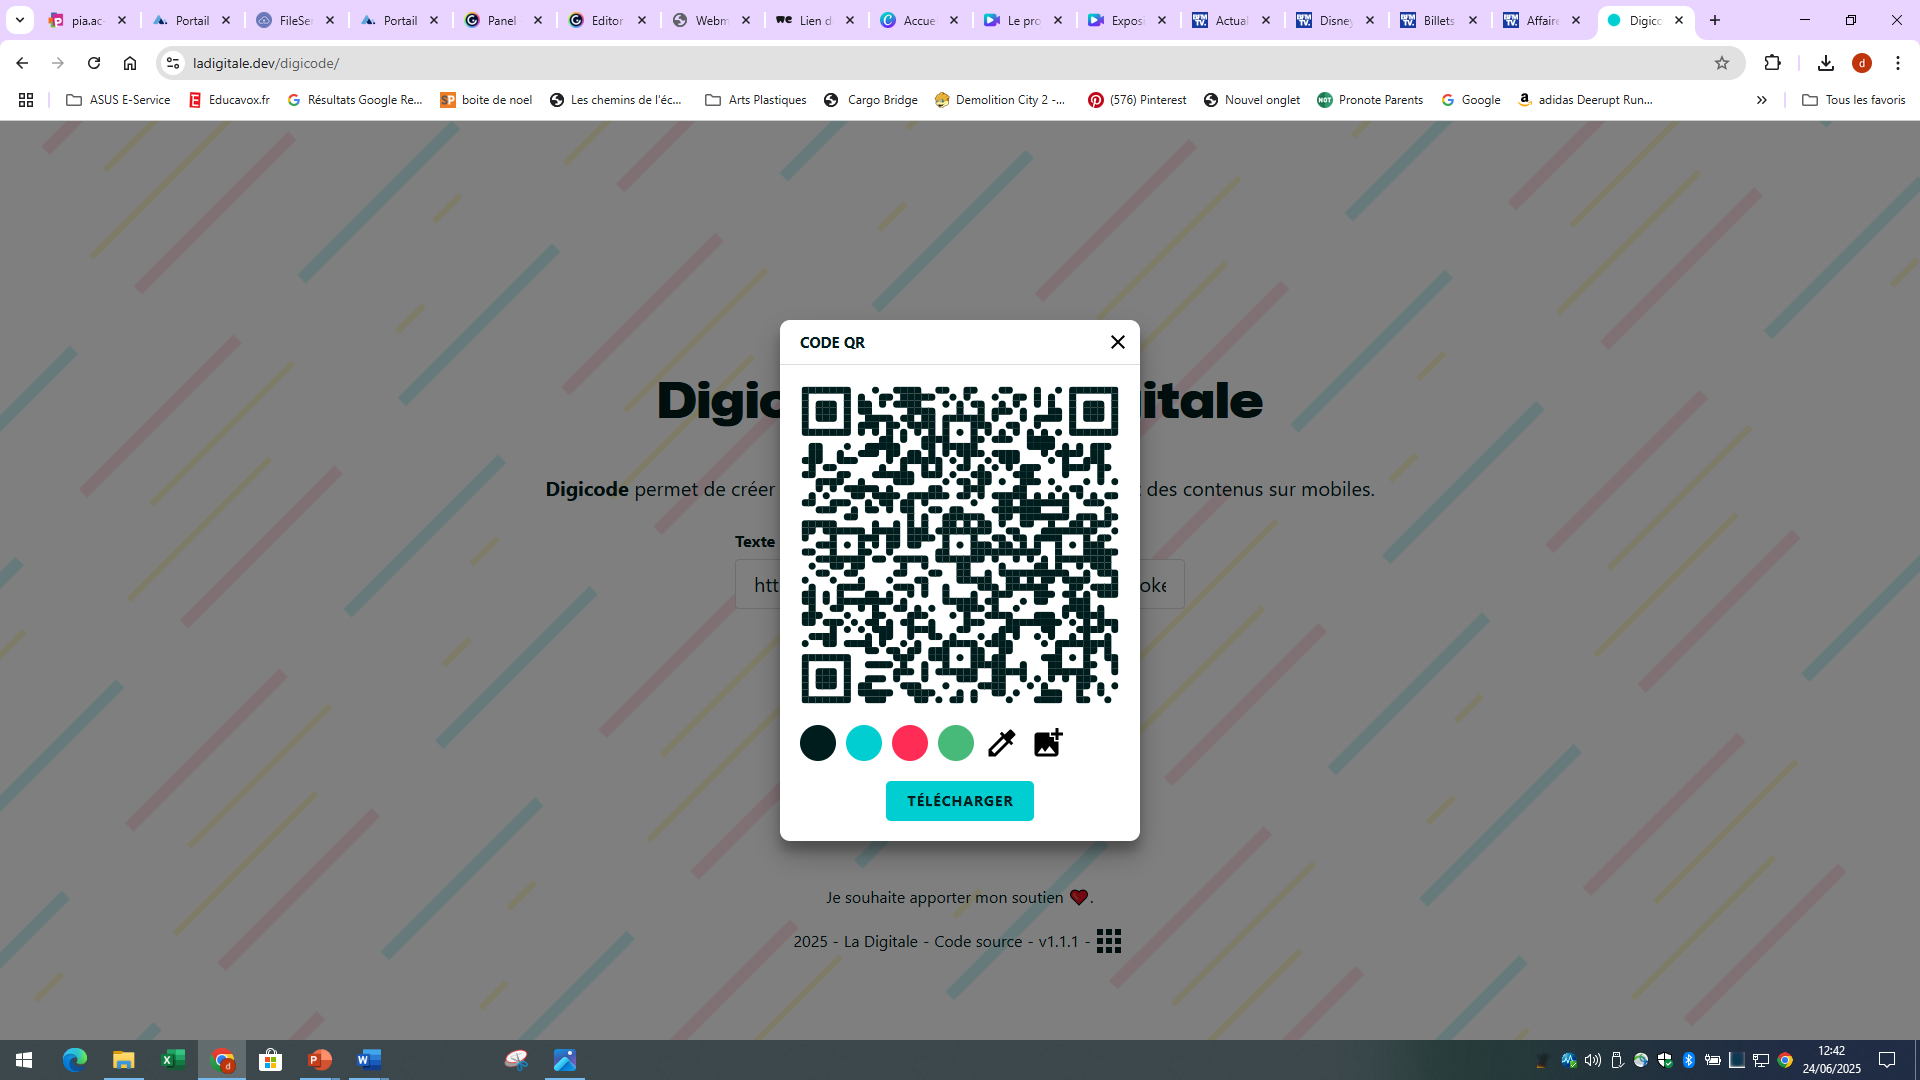 pia.ac-
Portail
FileSer
Portail
Panel
Editor
Webm
Lien d
Accue
Le pro
Expos
Actual
Disney
Billets
Affaire
Digico
ladigitale.dev/digicode/
d
ASUS E-Service
Educavox.fr
Résultats Google Re...
boite de noel
Les chemins de l'éc...
Arts Plastiques
Cargo Bridge
Demolition City 2 -...
(576) Pinterest
Nouvel onglet
Pronote Parents
Google
adidas Deerupt Run...
Tous les favoris
CODE QR
Digic
itale
Digicode permet de créer
des contenus sur mobiles.
Texte
htt
oke
TÉLÉCHARGER
Je souhaite apporter mon soutien ❤️.
2025 - La Digitale - Code source - v1.1.1 -
12:42
24/06/2025